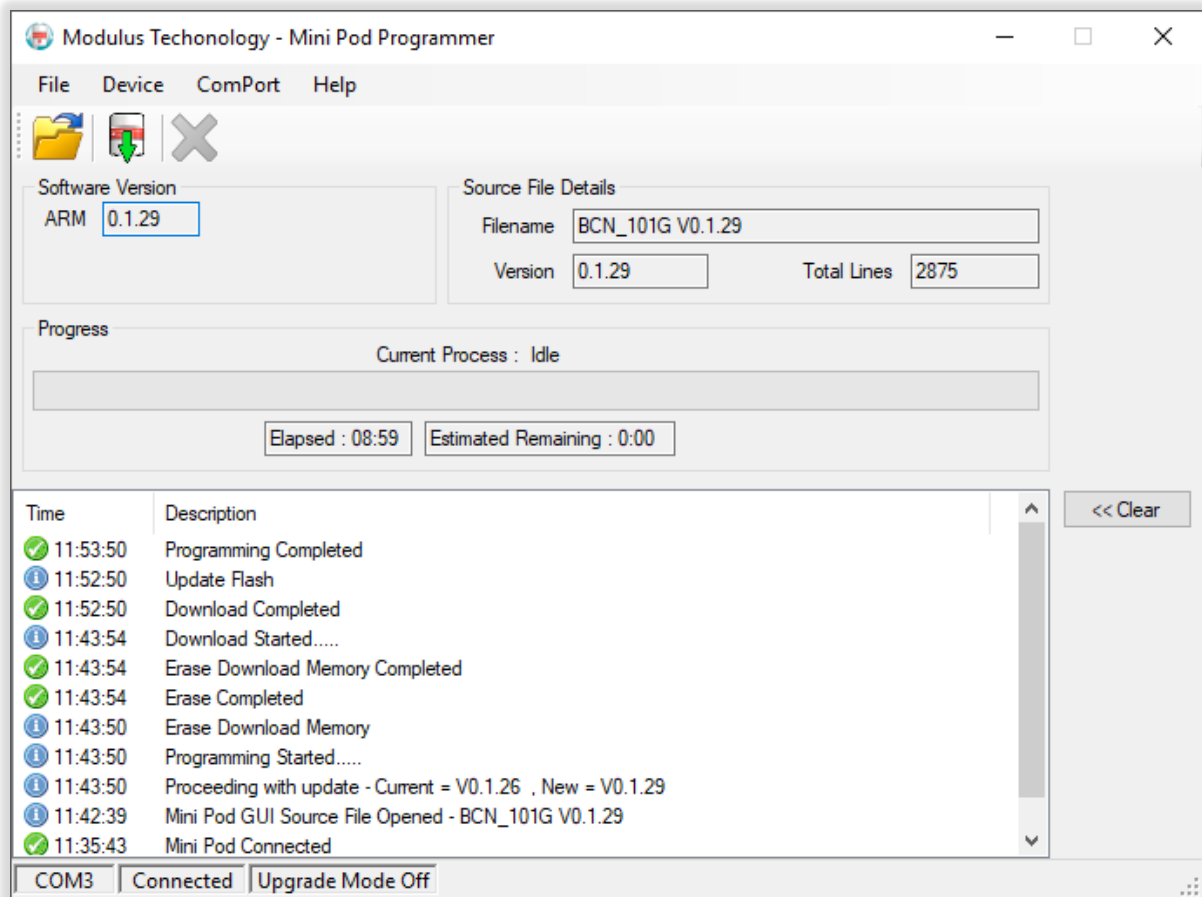 Modulus Techonology - Mini Pod Programmer
File Device ComPort Help
Software Version
ARM 0.1.29
Source File Details
Filename BCN_101G V0.1.29
Version 0.1.29 Total Lines 2875
Progress
Current Process : Idle
Elapsed : 08:59 Estimated Remaining : 0:00
Time Description
<< Clear
11:53:50 Programming Completed
11:52:50 Update Flash
11:52:50 Download Completed
11:43:54 Download Started.....
11:43:54 Erase Download Memory Completed
11:43:54 Erase Completed
11:43:50 Erase Download Memory
11:43:50 Programming Started.....
11:43:50 Proceeding with update - Current = V0.1.26 , New = V0.1.29
11:42:39 Mini Pod GUI Source File Opened - BCN_101G V0.1.29
11:35:43 Mini Pod Connected
COM3 Connected Upgrade Mode Off